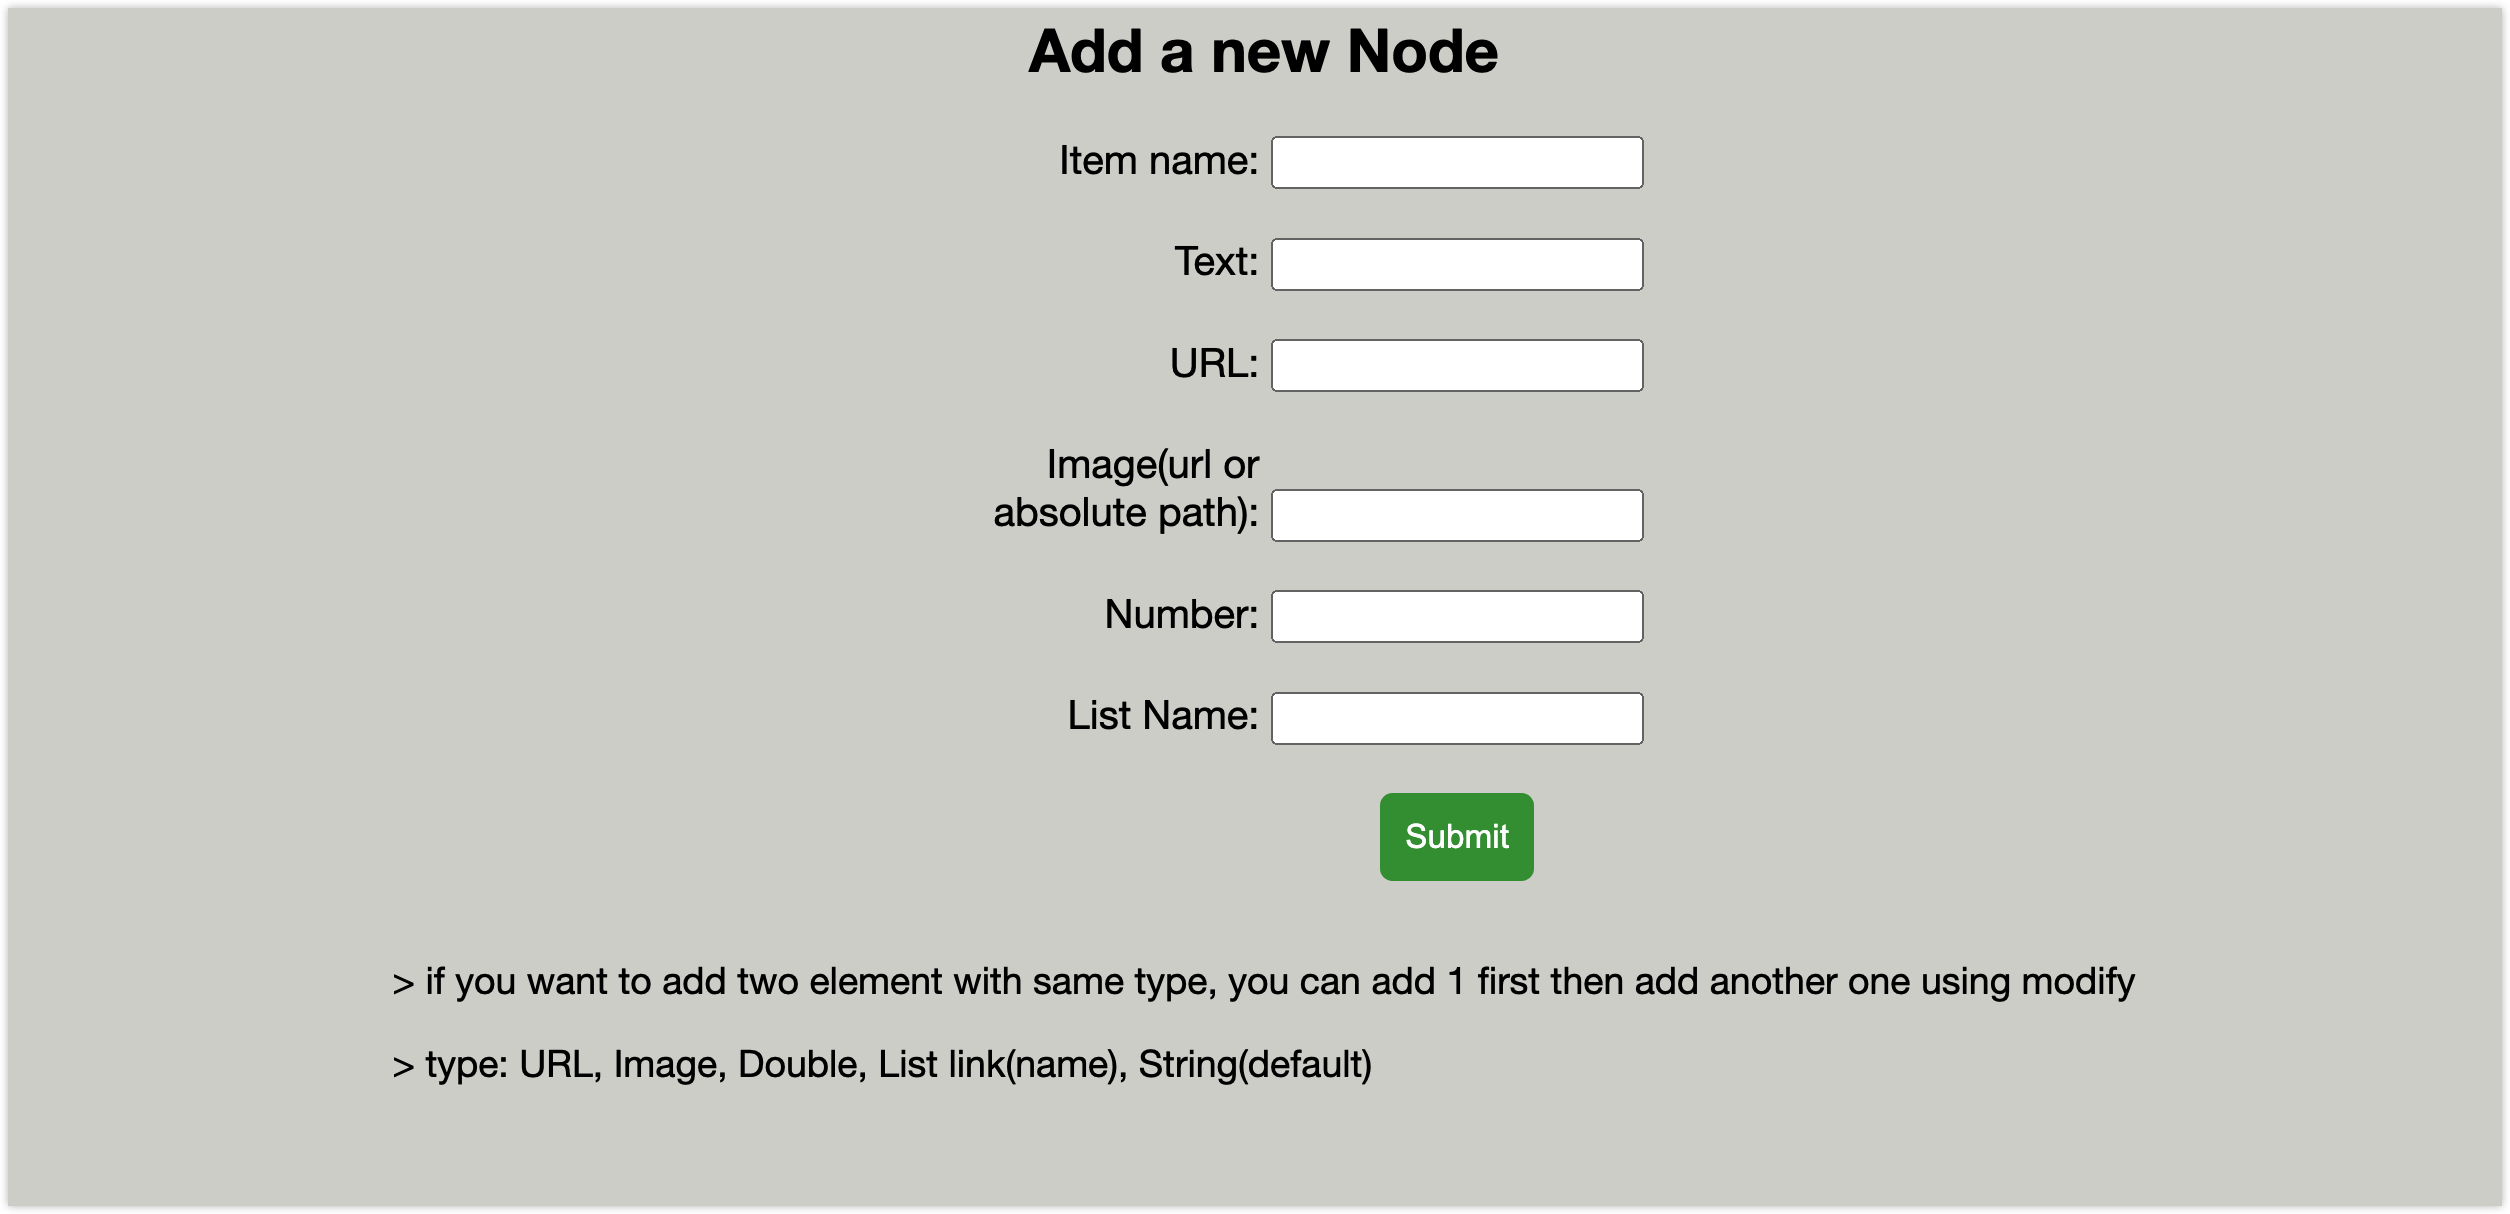 Add a new Node
Item name:
Text:
URL:
Image(url or
absolute path):
Number:
List Name:
Submit
> if you want to add two element with same type, you can add 1 first then add another one using modify
> type: URL, Image, Double, List link(name), String(default)